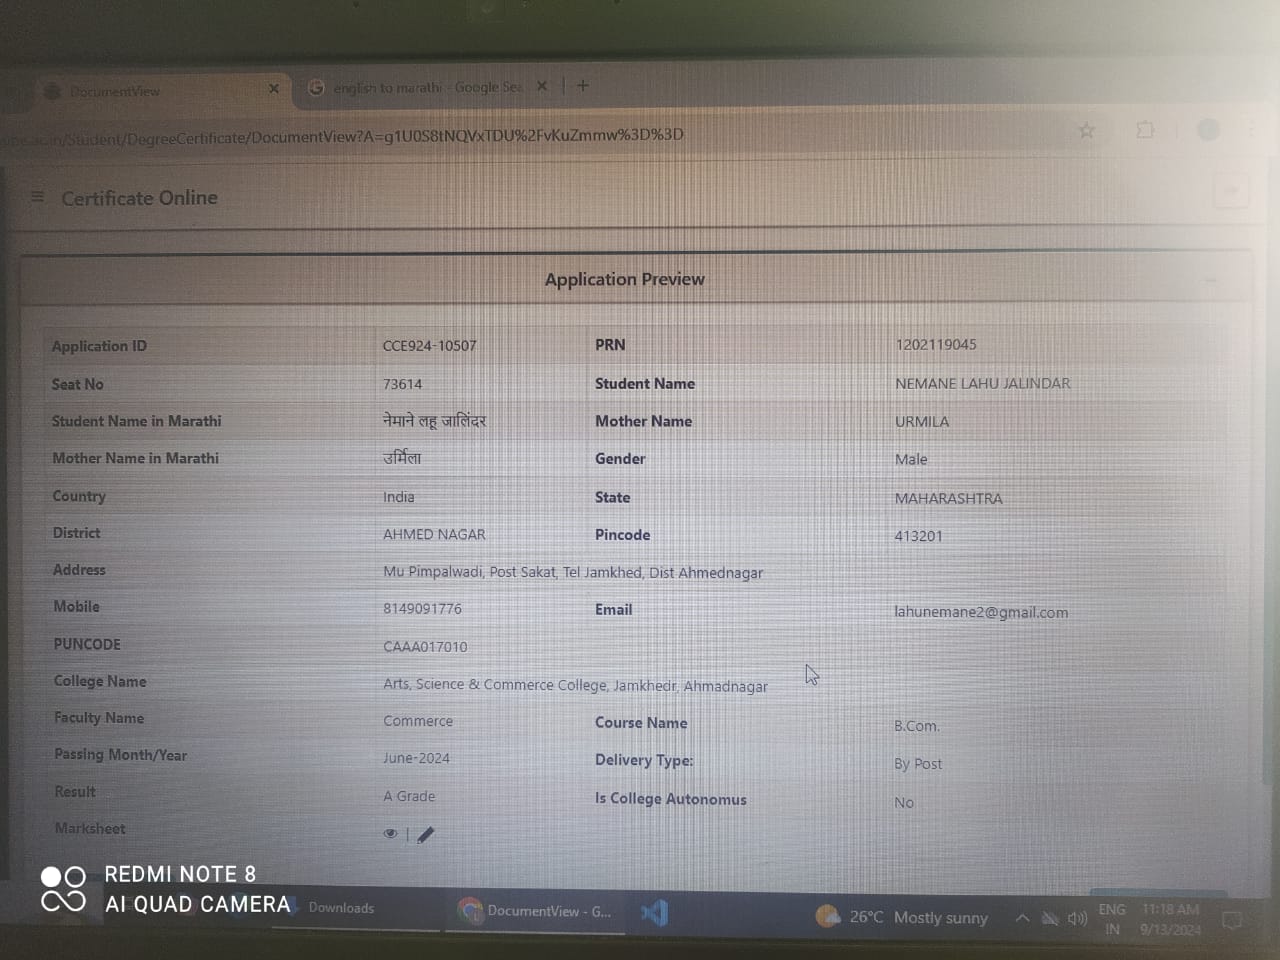 DocumentView
english to marathi - Google Sea
/Student/DegreeCertificate/DocumentView?A=g1U0S8tNQVxTDU%2FvKuZmmw%3D%3D
Certificate Online
Application Preview
Application ID CCE924-10507 PRN 1202119045
Seat No 73614 Student Name NEMANE LAHU JALINDAR
Student Name in Marathi नेमाने लहू जालिंदर Mother Name URMILA
Mother Name in Marathi उर्मिला Gender Male
Country India State MAHARASHTRA
District AHMED NAGAR Pincode 413201
Address Mu Pimpalwadi, Post Sakat, Tel Jamkhed, Dist Ahmednagar
Mobile 8149091776 Email lahunemane2@gmail.com
PUNCODE CAAA017010
College Name Arts, Science & Commerce College, Jamkhedr, Ahmadnagar
Faculty Name Commerce Course Name B.Com.
Passing Month/Year June-2024 Delivery Type: By Post
Result A Grade Is College Autonomus No
Marksheet |
REDMI NOTE 8
AI QUAD CAMERA
Downloads DocumentView - G... 26°C Mostly sunny ENG 11:18 AM
IN 9/13/2024